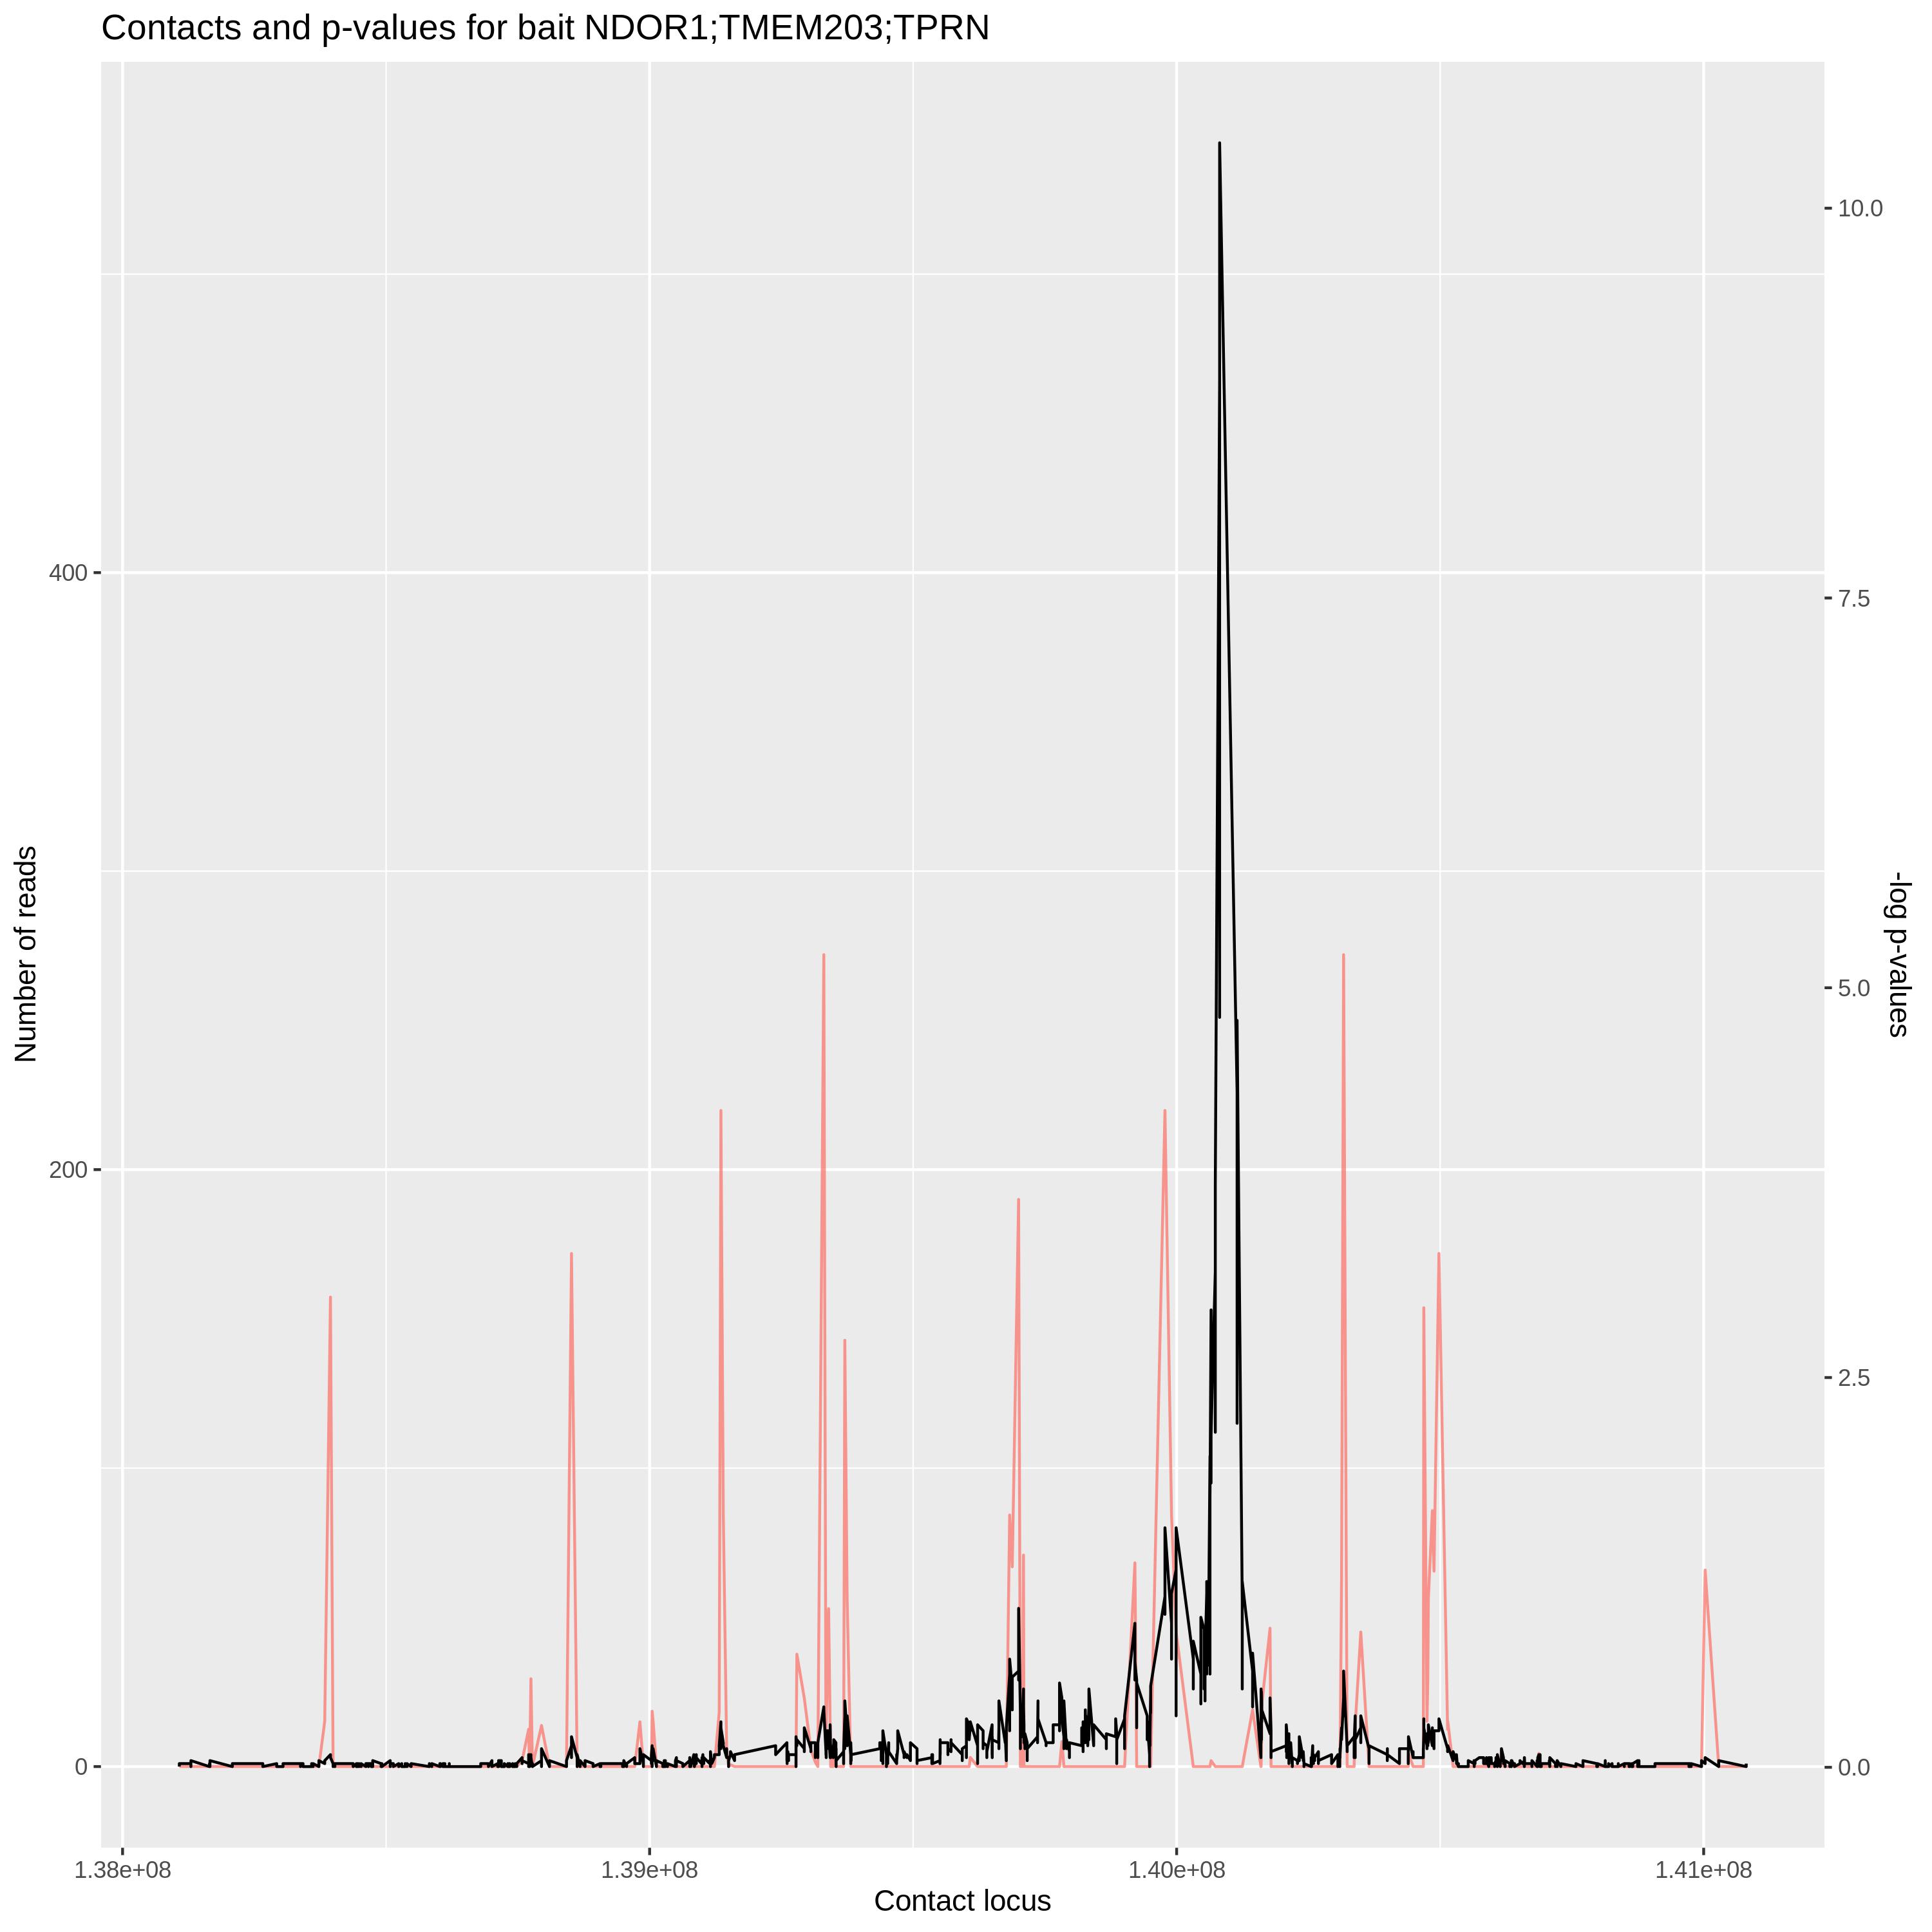 Contacts and p-values for bait NDOR1;TMEM203;TPRN
Number of reads
400
200
0
10.0
7.5
5.0
2.5
0.0
-log p-values
1.38e+08
1.39e+08
1.40e+08
1.41e+08
Contact locus